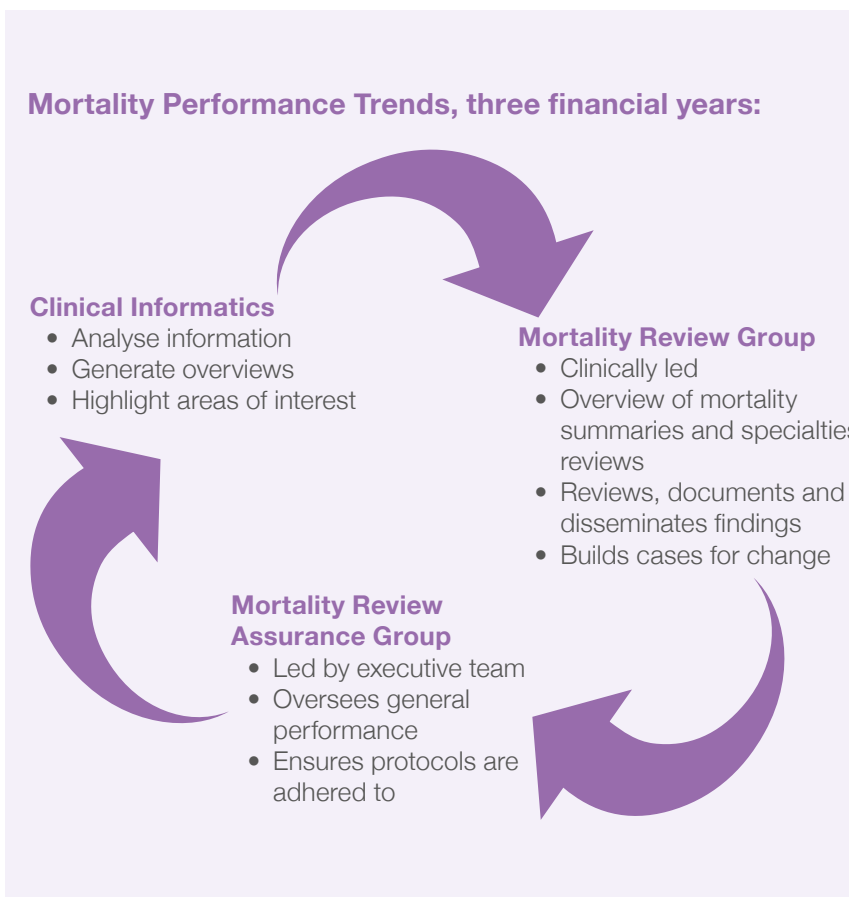 Mortality Performance Trends, three financial years:
Clinical Informatics
• Analyse information
• Generate overviews
• Highlight areas of interest
Mortality Review Group
• Clinically led
• Overview of mortality
summaries and specialties
reviews
• Reviews, documents and
disseminates findings
• Builds cases for change
Mortality Review
Assurance Group
• Led by executive team
• Oversees general
performance
• Ensures protocols are
adhered to